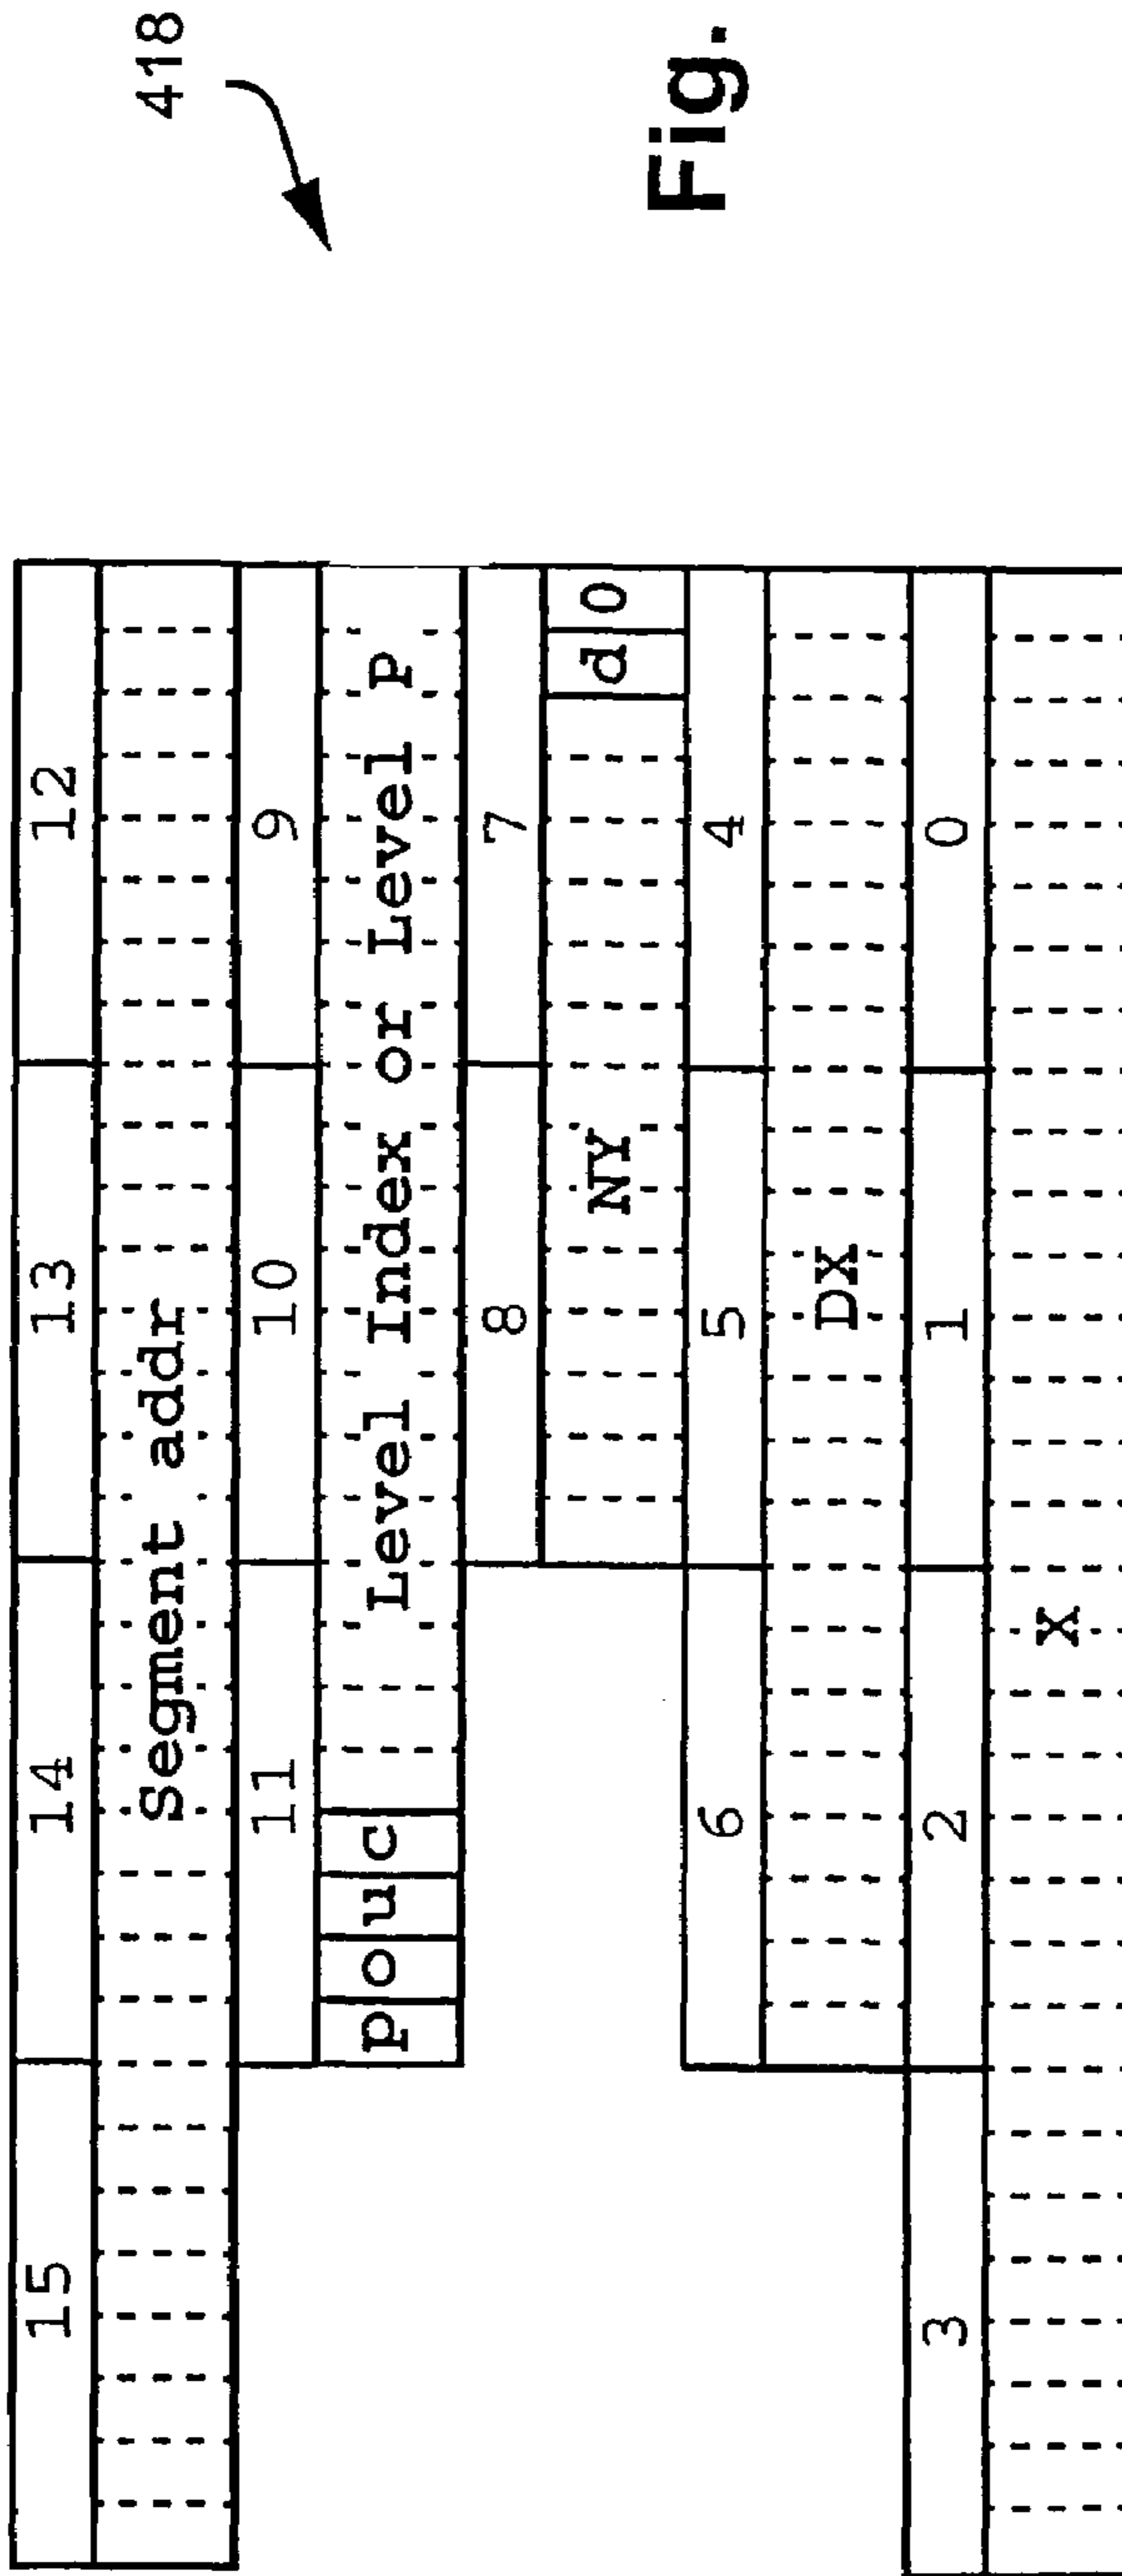 418
15 14 13 12
Segment addr
11 10 9
p o u c Level Index or Level P
8 7
NY d 0
6 5 4
DX
3 2 1 0
X
Fig.